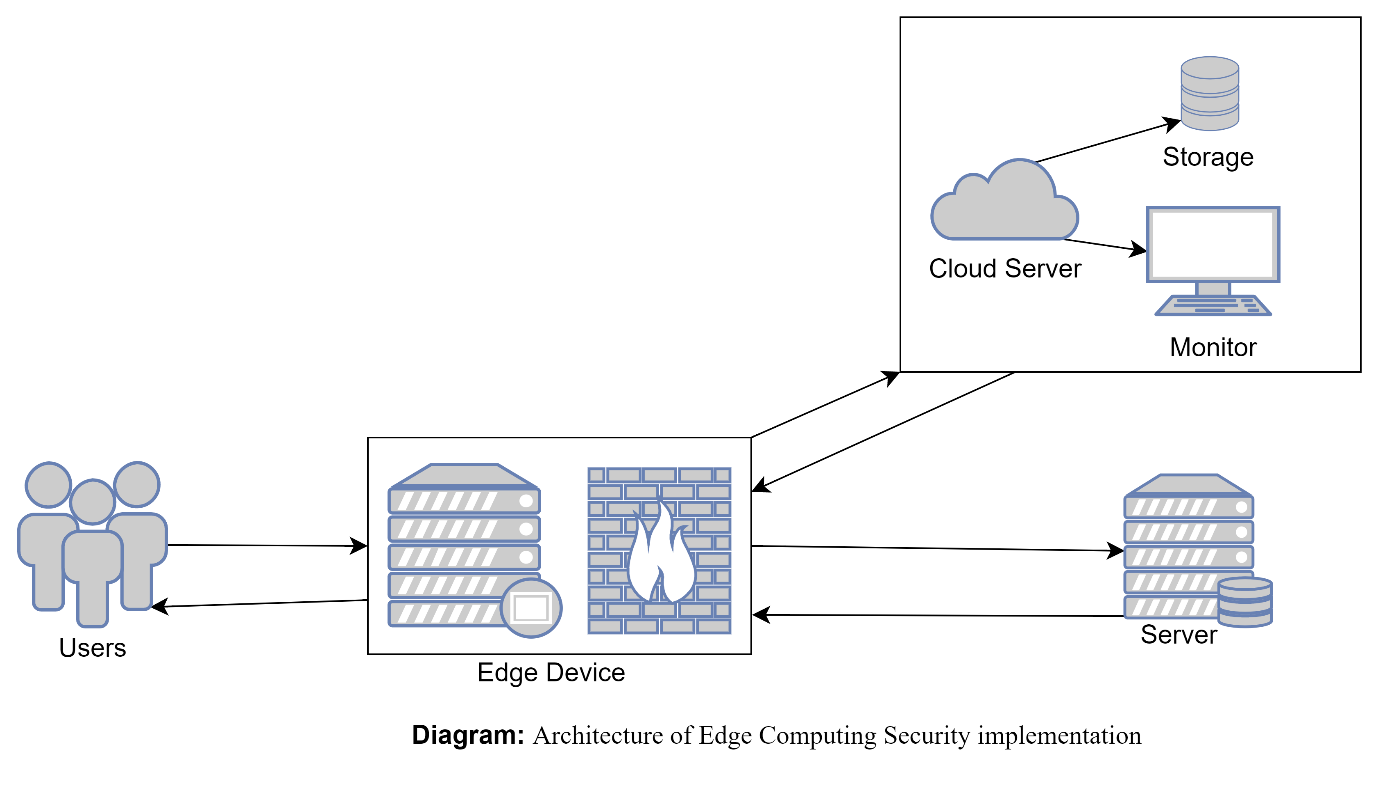 Storage
Cloud Server
Monitor
Users
Server
Edge Device
Diagram: Architecture of Edge Computing Security implementation